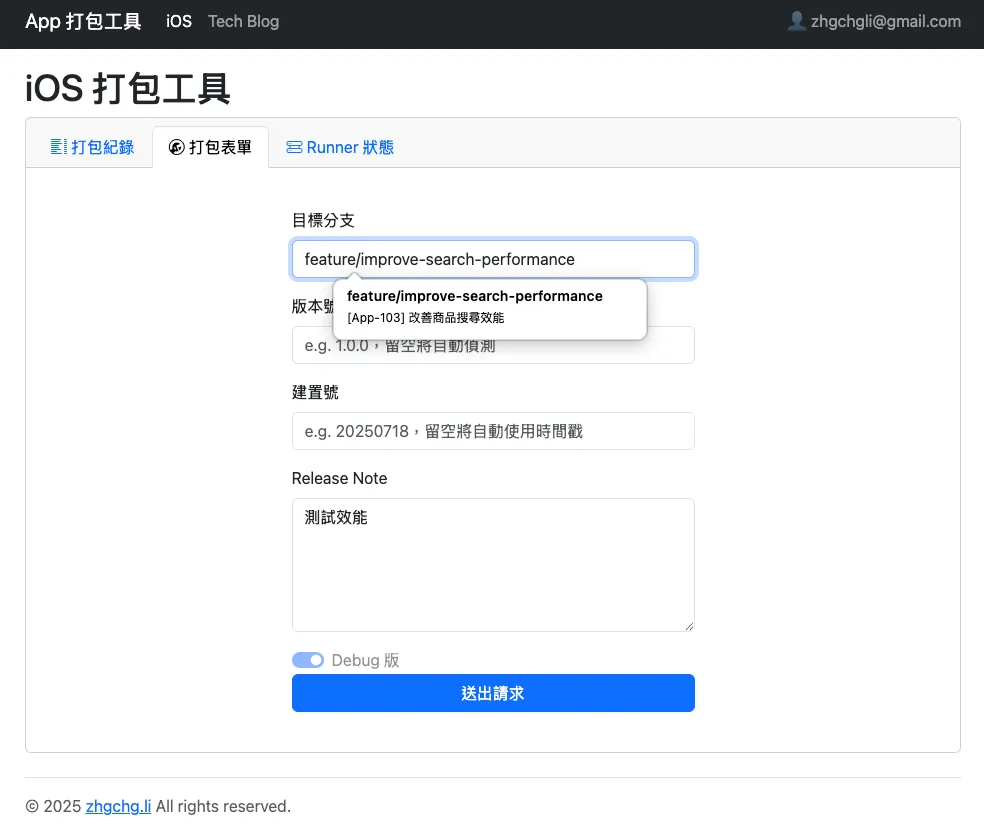 App 打包工具 iOS Tech Blog zhgchgli@gmail.com
iOS 打包工具
打包紀錄 打包表單 Runner 狀態
目標分支
feature/improve-search-performance
feature/improve-search-performance
[App-103] 改善商品搜尋效能
版本號
e.g. 1.0.0，留空將自動偵測
建置號
e.g. 20250718，留空將自動使用時間戳
Release Note
測試效能
Debug 版
送出請求
© 2025 zhgchg.li All rights reserved.